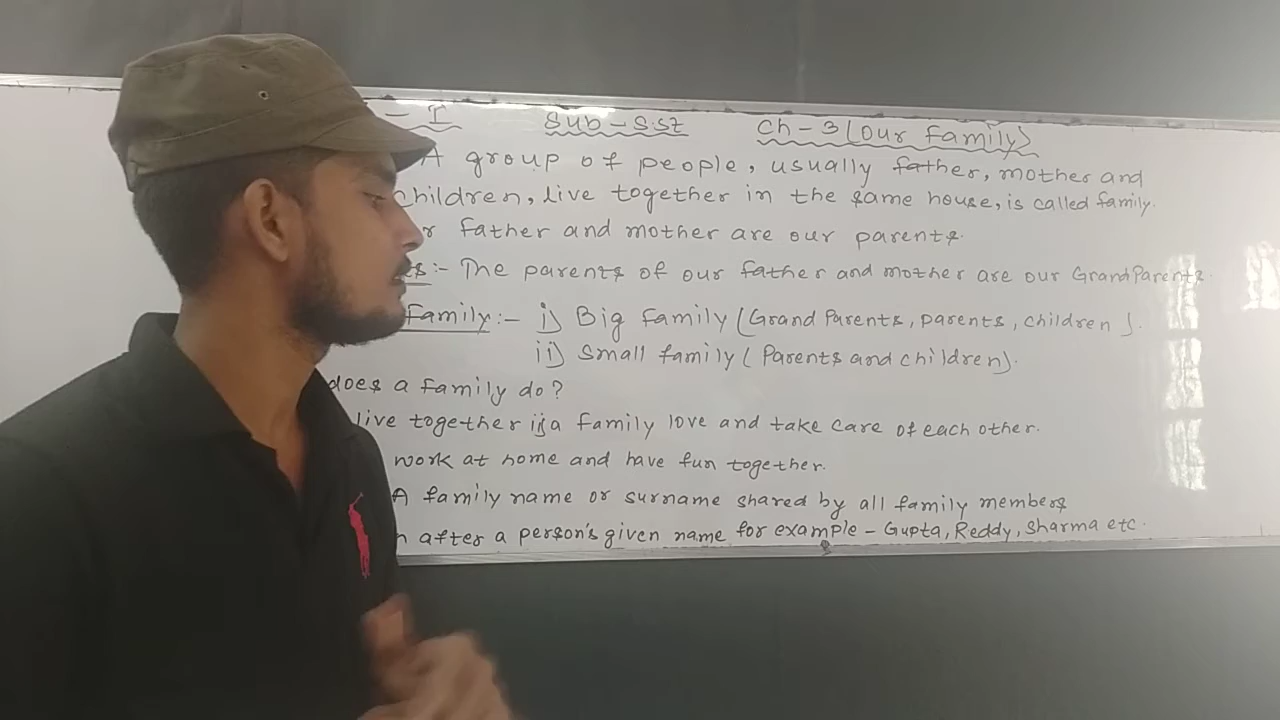 - I Sub - S.St Ch - 3 (Our Family)
A group of people, usually father, mother and
children, live together in the same house, is called family.
r Father and mother are our parents.
es :- The parents of our father and mother are our GrandParents.
Family :- i) Big family (Grand Parents, parents, children ).
ii) Small family ( Parents and children).
does a family do?
live together is a family love and take care of each other.
work at home and have fun together.
A family name or surname shared by all family members
n after a person's given name for example - Gupta, Reddy, Sharma etc.